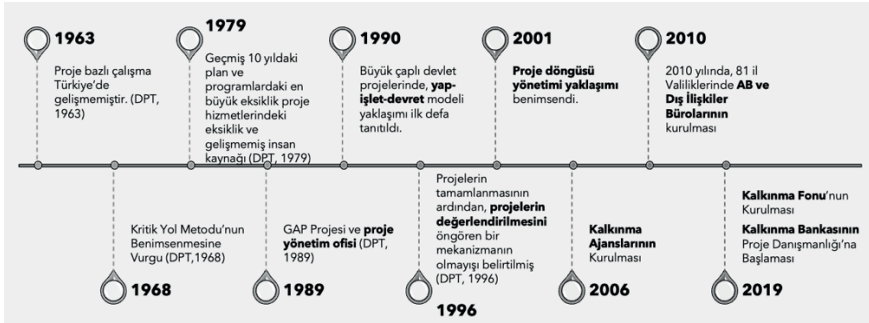 1963
Proje bazlı çalışma
Türkiye'de
gelişmemiştir. (DPT,
1963)
1968
Kritik Yol Metodu'nun
Benimsenmesine
Vurgu (DPT,1968)
1979
Geçmiş 10 yıldaki
plan ve
programlardaki en
büyük eksiklik proje
hizmetlerindeki
eksiklik ve
gelişmemiş insan
kaynağı (DPT, 1979)
1989
GAP Projesi ve proje
yönetim ofisi (DPT,
1989)
1990
Büyük çaplı devlet
projelerinde, yap-
işlet-devret modeli
yaklaşımı ilk defa
tanıtıldı.
1996
Projelerin
tamamlanmasının
ardından, projelerin
değerlendirilmesini
öngören bir
mekanizmanın
olmayışı belirtilmiş
(DPT, 1996)
2001
Proje döngüsü
yönetimi yaklaşımı
benimsendi.
2006
Kalkınma
Ajanslarının
Kurulması
2010
2010 yılında, 81 il
Valiliklerinde AB ve
Dış İlişkiler
Bürolarının
kurulması
2019
Kalkınma Fonu'nun
Kurulması
Kalkınma Bankasının
Proje Danışmanlığı'na
Başlaması